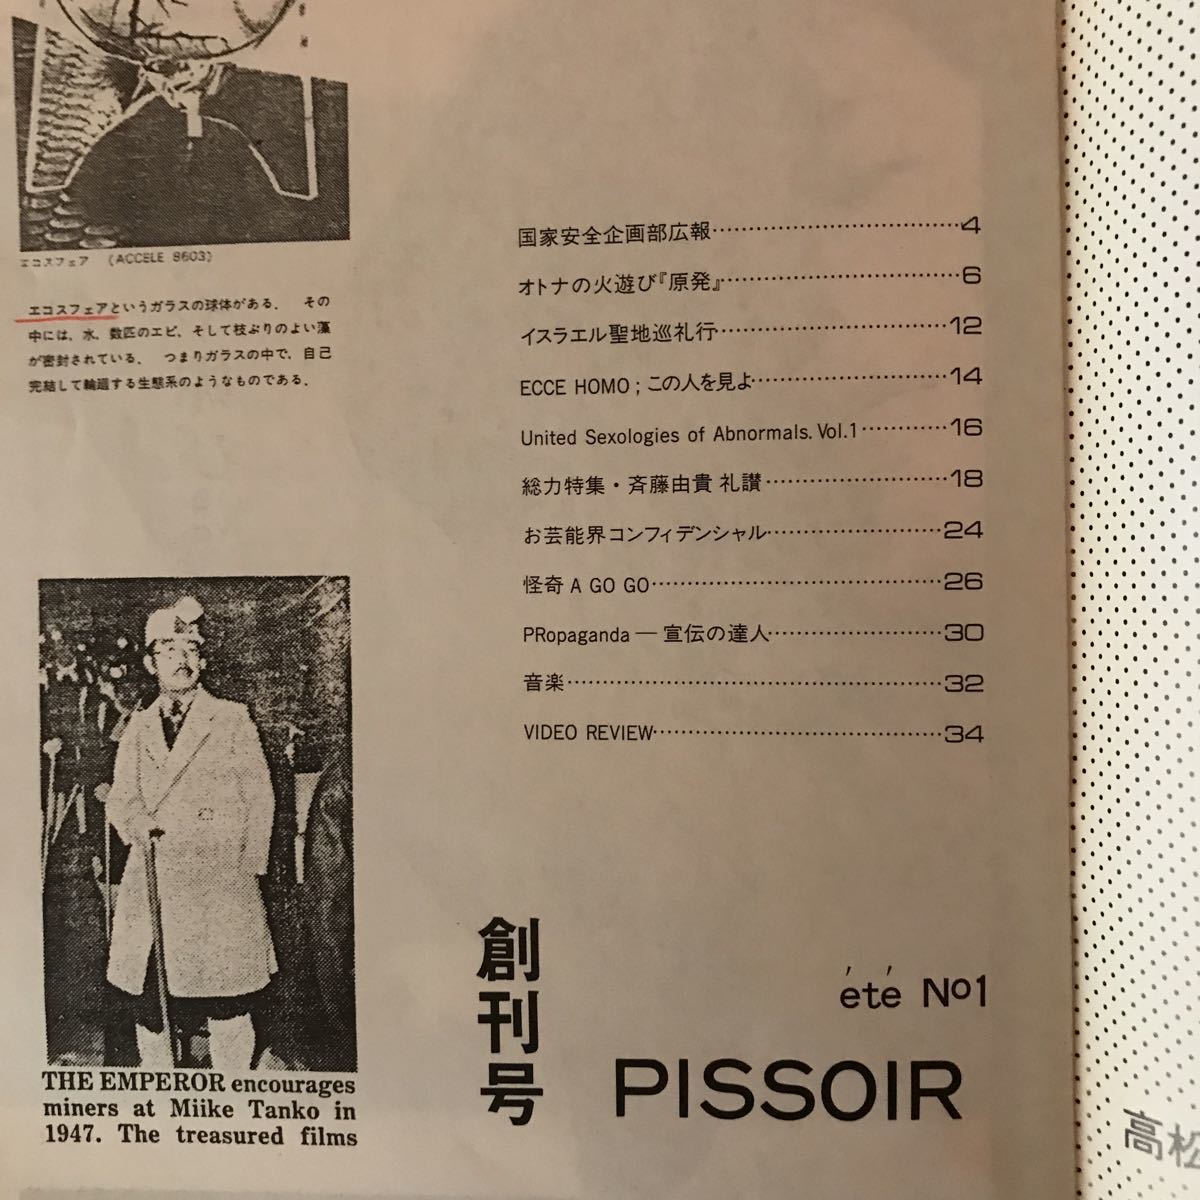 エコスフェア (ACCELE 8603)
エコスフェアというガラスの球体がある. その
中には, 水, 数匹のエビ, そして枝ぶりのよい藻
が密封されている. つまりガラスの中で, 自己
完結して輪廻する生態系のようなものである.
国家安全企画部広報…………4
オトナの火遊び『原発』…………6
イスラエル聖地巡礼行…………12
ECCE HOMO ; この人を見よ…………14
United Sexologies of Abnormals. Vol.1…………16
総力特集・斉藤由貴 礼讃…………18
お芸能界コンフィデンシャル…………24
怪奇 A GO GO…………26
PRopaganda — 宣伝の達人…………30
音楽…………32
VIDEO REVIEW…………34
THE EMPEROR encourages
miners at Miike Tanko in
1947. The treasured films
創刊号
été No1
PISSOIR
高松